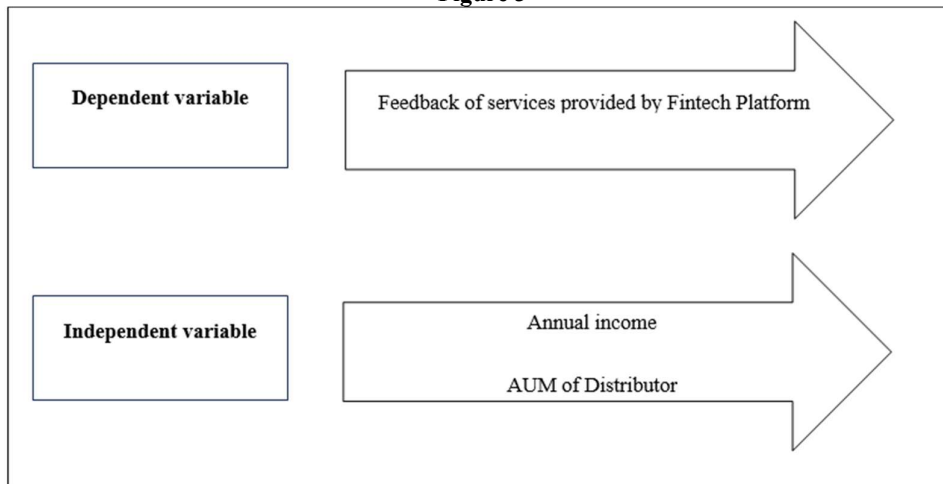 Dependent variable
Feedback of services provided by Fintech Platform
Independent variable
Annual income
AUM of Distributor